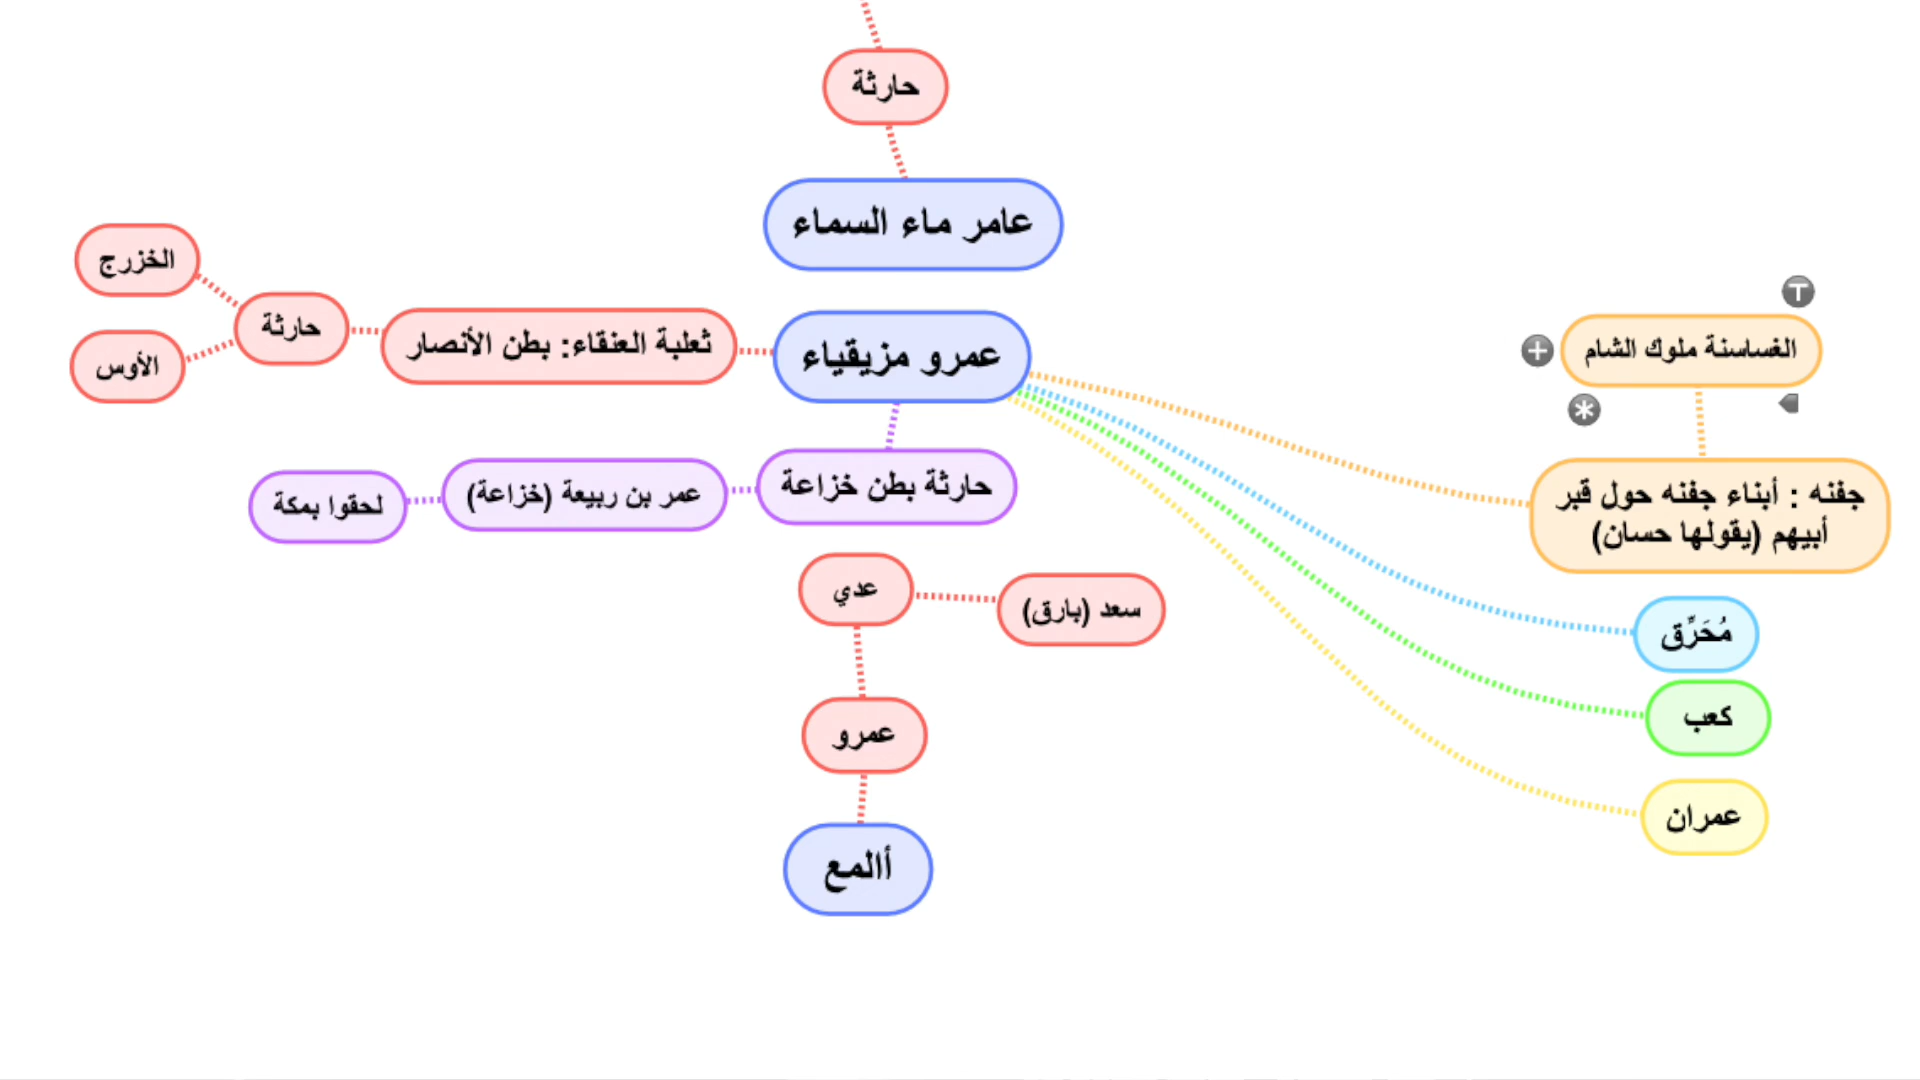 حارثة
عامر ماء السماء
عمرو مزيقياء
ثعلبة العنقاء: بطن الأنصار
حارثة
الخزرج
الأوس
الغساسنة ملوك الشام
جفنه : أبناء جفنه حول قبر
أبيهم (يقولها حسان)
حارثة بطن خزاعة
عمر بن ربيعة (خزاعة)
لحقوا بمكة
عدي
سعد (بارق)
عمرو
أالمع
مُحَرِّق
كعب
عمران